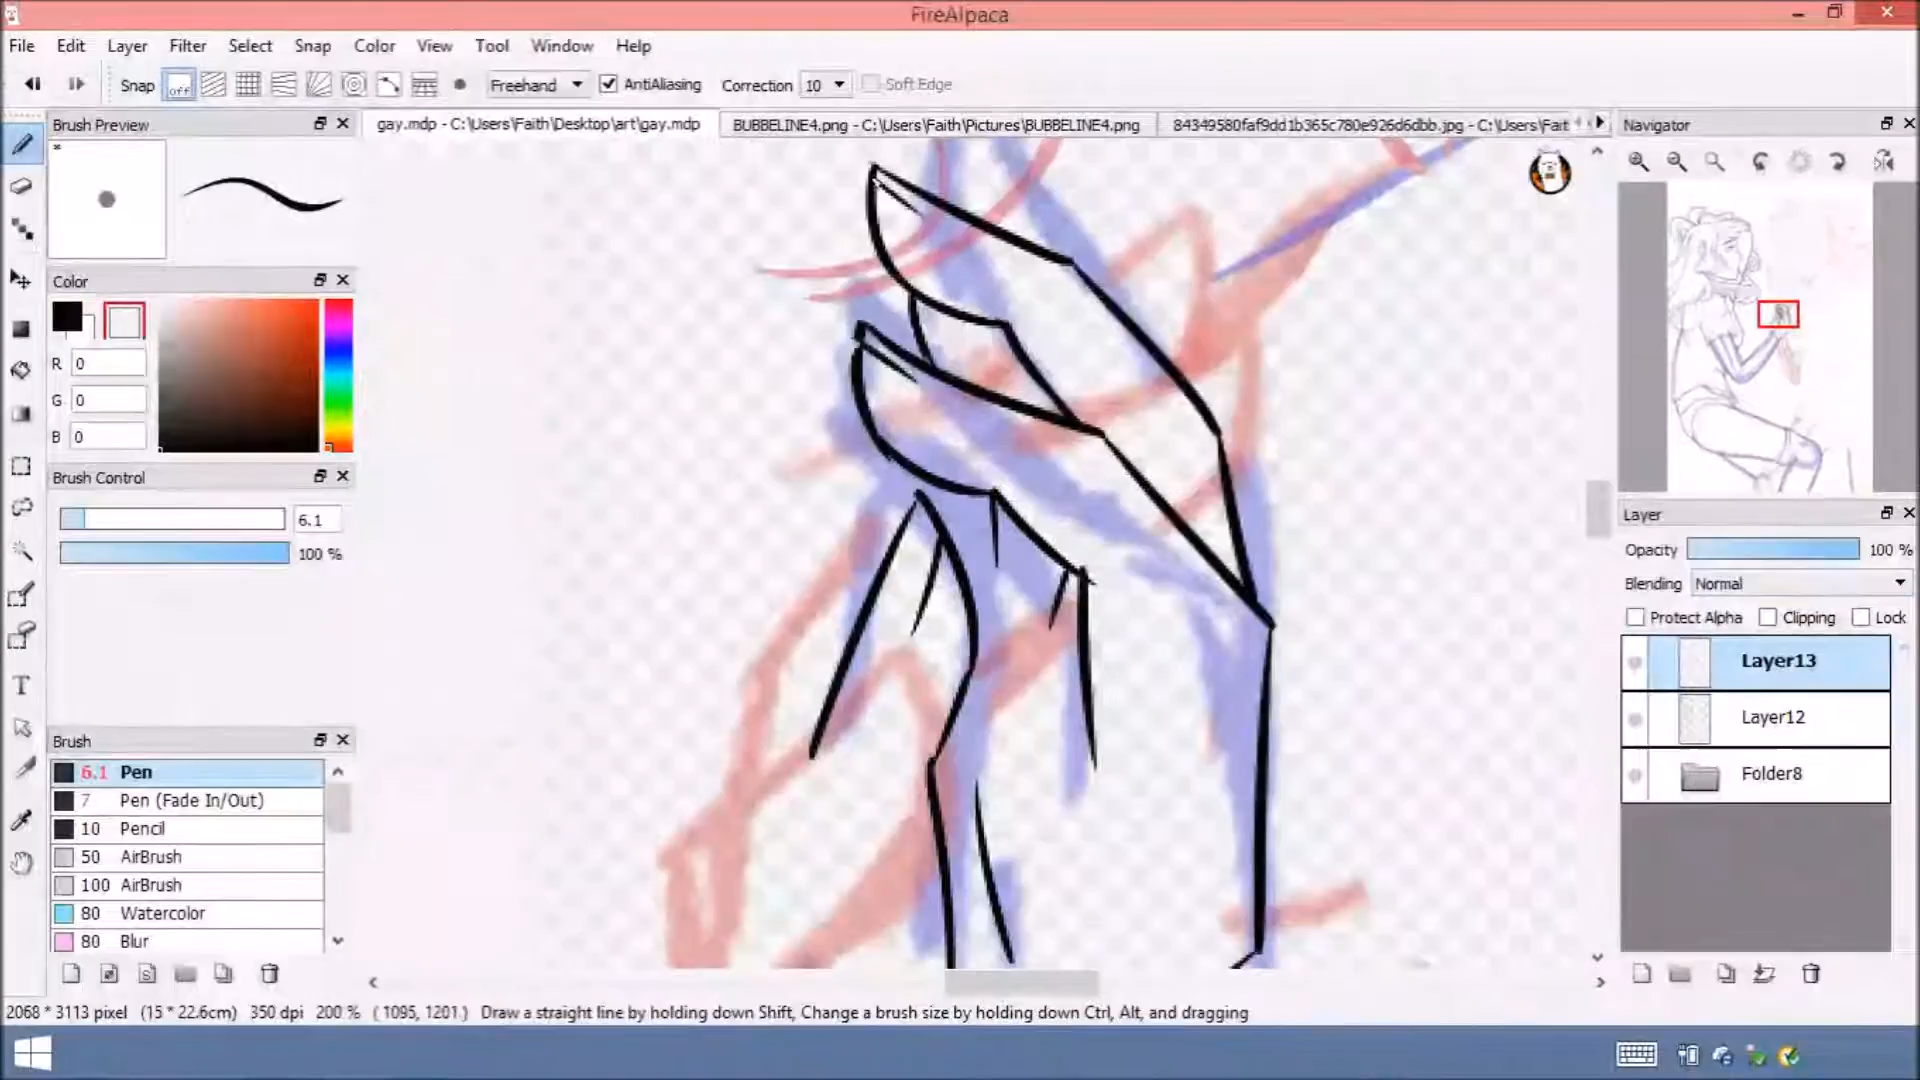 FireAlpaca
File Edit Layer Filter Select Snap Color View Tool Window Help
Snap off Freehand AntiAliasing Correction 10 Soft Edge
Brush Preview
gay.mdp - C:\Users\Faith\Desktop\art\gay.mdp
BUBBELINE4.png - C:\Users\Faith\Pictures\BUBBELINE4.png
84349580faf9dd1b365c780e926d6dbb.jpg - C:\Users\Fait
Navigator
Color
R 0
G 0
B 0
Brush Control
6.1
100 %
Brush
6.1 Pen
7 Pen (Fade In/Out)
10 Pencil
50 AirBrush
100 AirBrush
80 Watercolor
80 Blur
T
S
Layer
Opacity 100 %
Blending Normal
Protect Alpha Clipping Lock
Layer13
Layer12
Folder8
2068 * 3113 pixel (15 * 22.6cm) 350 dpi 200 % ( 1095, 1201 ) Draw a straight line by holding down Shift, Change a brush size by holding down Ctrl, Alt, and dragging